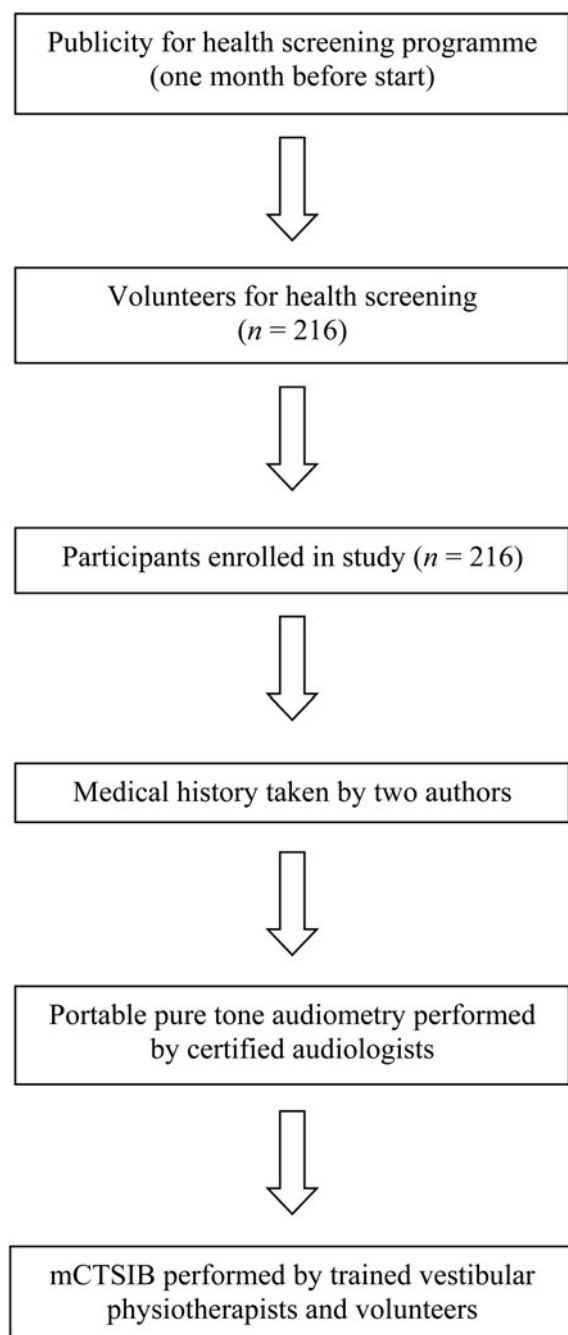 Publicity for health screening programme
(one month before start)
Volunteers for health screening
(n = 216)
Participants enrolled in study (n = 216)
Medical history taken by two authors
Portable pure tone audiometry performed
by certified audiologists
mCTSIB performed by trained vestibular
physiotherapists and volunteers